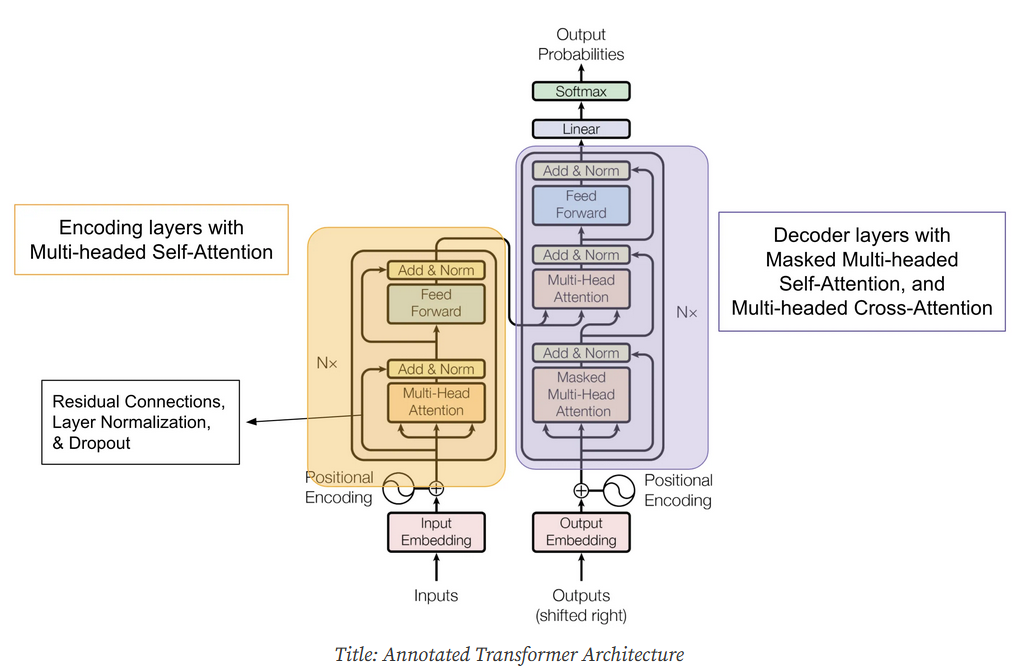 Output
Probabilities
Softmax
Linear
Add & Norm
Feed
Forward
Add & Norm
Multi-Head
Attention
Add & Norm
Masked
Multi-Head
Attention
Nx
Decoder layers with
Masked Multi-headed
Self-Attention, and
Multi-headed Cross-Attention
Encoding layers with
Multi-headed Self-Attention
Add & Norm
Feed
Forward
Add & Norm
Multi-Head
Attention
Nx
Residual Connections,
Layer Normalization,
& Dropout
Positional
Encoding
Positional
Encoding
Input
Embedding
Output
Embedding
Inputs
Outputs
(shifted right)
Title: Annotated Transformer Architecture